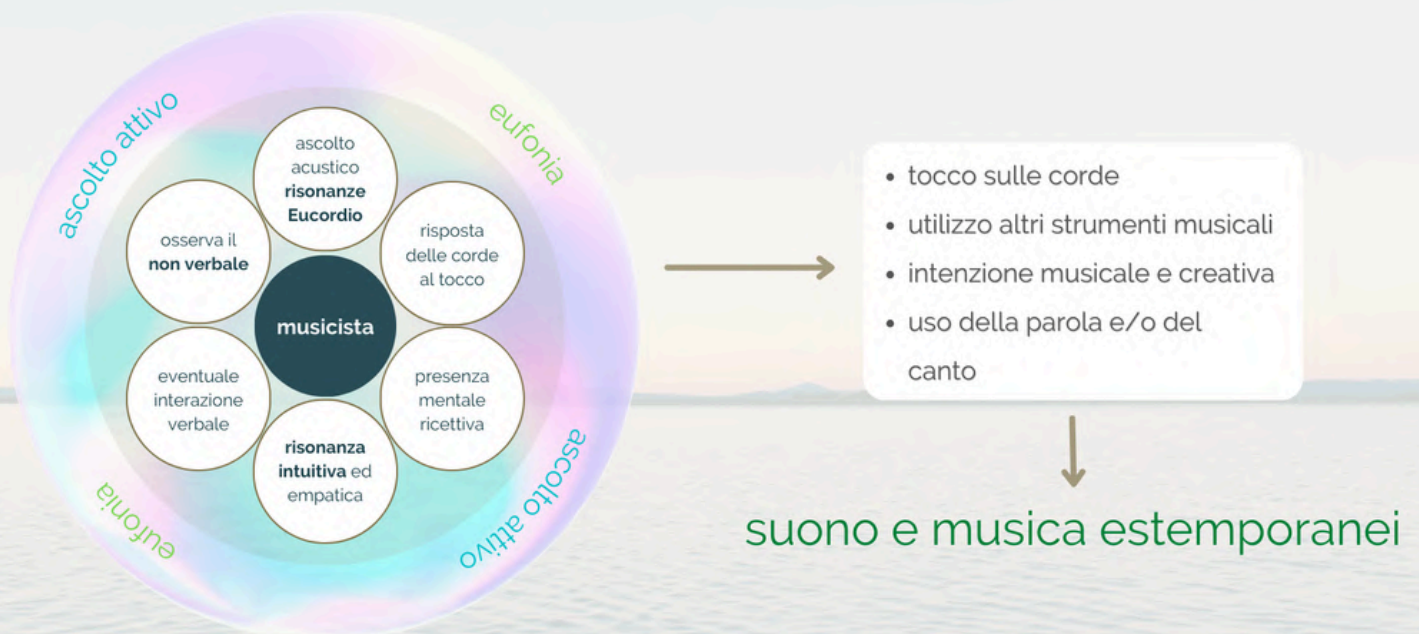 ascolto attivo
eufonia
ascolto
acustico
risonanze
Eucordio
osserva il
non verbale
risposta
delle corde
al tocco
musicista
eventuale
interazione
verbale
presenza
mentale
ricettiva
risonanza
intuitiva ed
empatica
eufonia
ascolto attivo
• tocco sulle corde
• utilizzo altri strumenti musicali
• intenzione musicale e creativa
• uso della parola e/o del
canto
suono e musica estemporanei